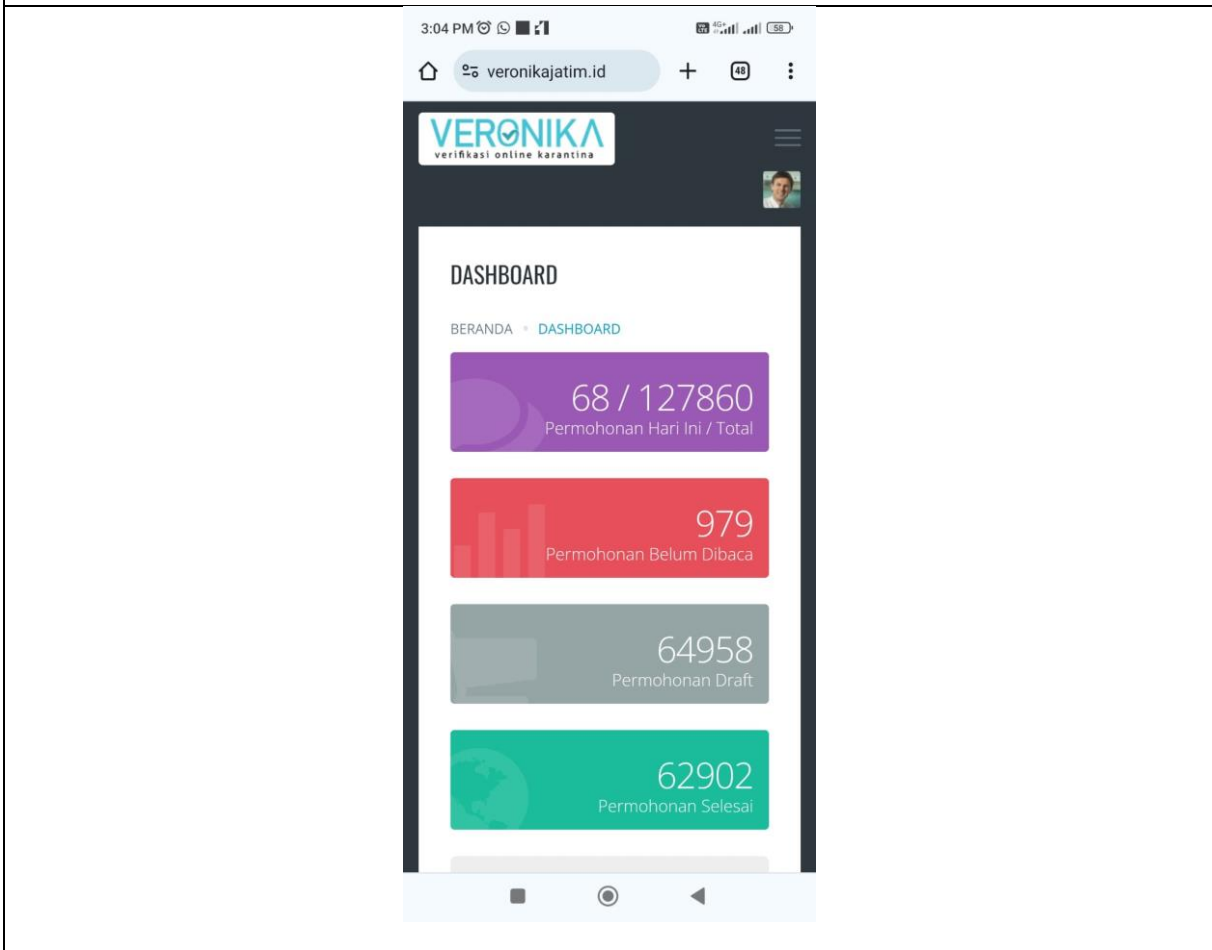 3:04 PM
4G+
58
veronikajatim.id
48
VERONIKA
verifikasi online karantina
DASHBOARD
BERANDA • DASHBOARD
68 / 127860
Permohonan Hari Ini / Total
979
Permohonan Belum Dibaca
64958
Permohonan Draft
62902
Permohonan Selesai